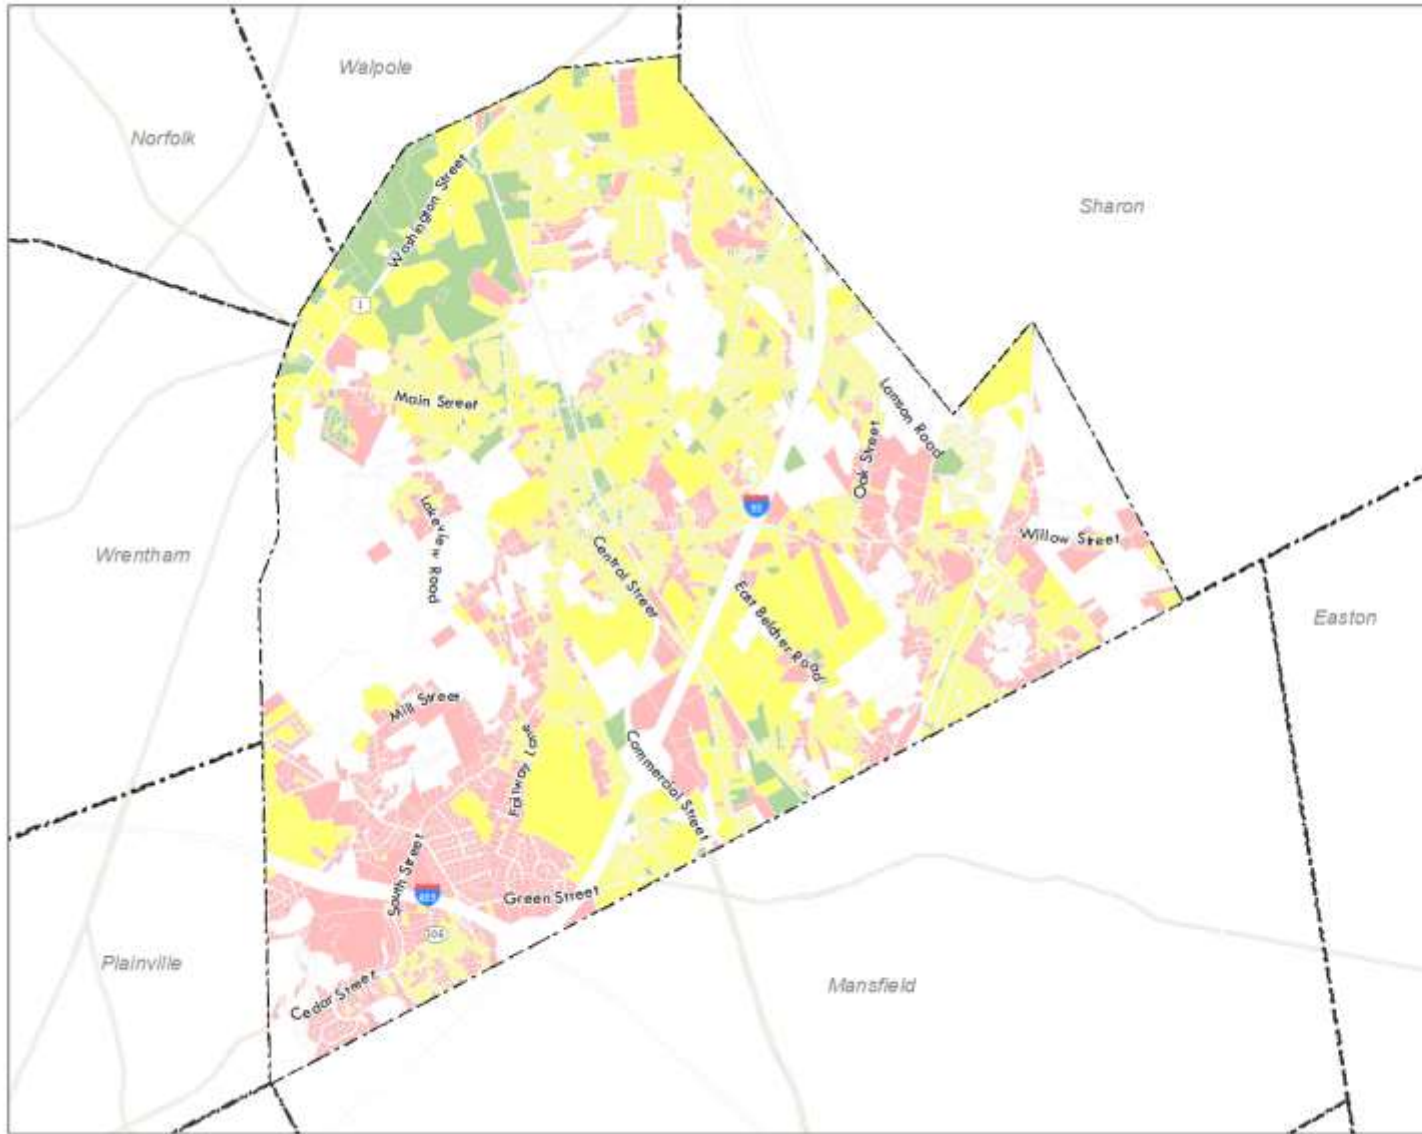 Walpole
Norfolk
Sharon
Washington Street
1
Main Street
Lamson Road
Oak Street
Lakeview Road
95
Willow Street
Wrentham
Central Street
East Belcher Road
Easton
Mill Street
Fairway Lane
Commercial Street
South Street
Green Street
495
106
Plainville
Cedar Street
Mansfield